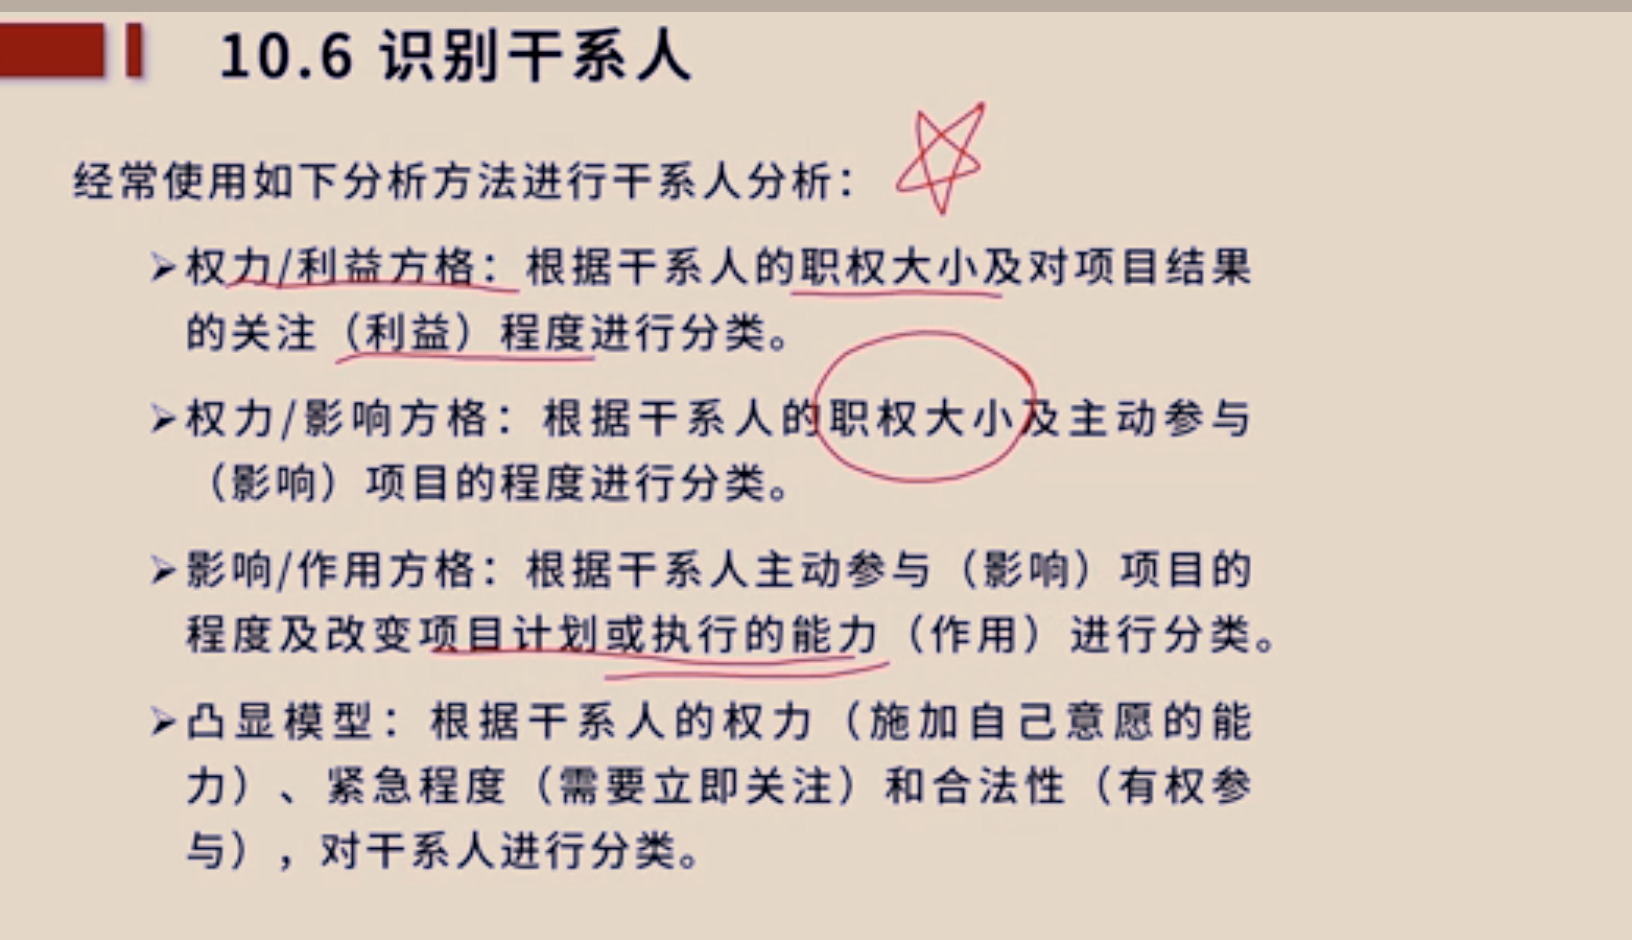 10.6 识别干系人
经常使用如下分析方法进行干系人分析：
➢权力/利益方格：根据干系人的职权大小及对项目结果
的关注（利益）程度进行分类。
➢权力/影响方格：根据干系人的职权大小及主动参与
（影响）项目的程度进行分类。
➢影响/作用方格：根据干系人主动参与（影响）项目的
程度及改变项目计划或执行的能力（作用）进行分类。
➢凸显模型：根据干系人的权力（施加自己意愿的能
力）、紧急程度（需要立即关注）和合法性（有权参
与），对干系人进行分类。